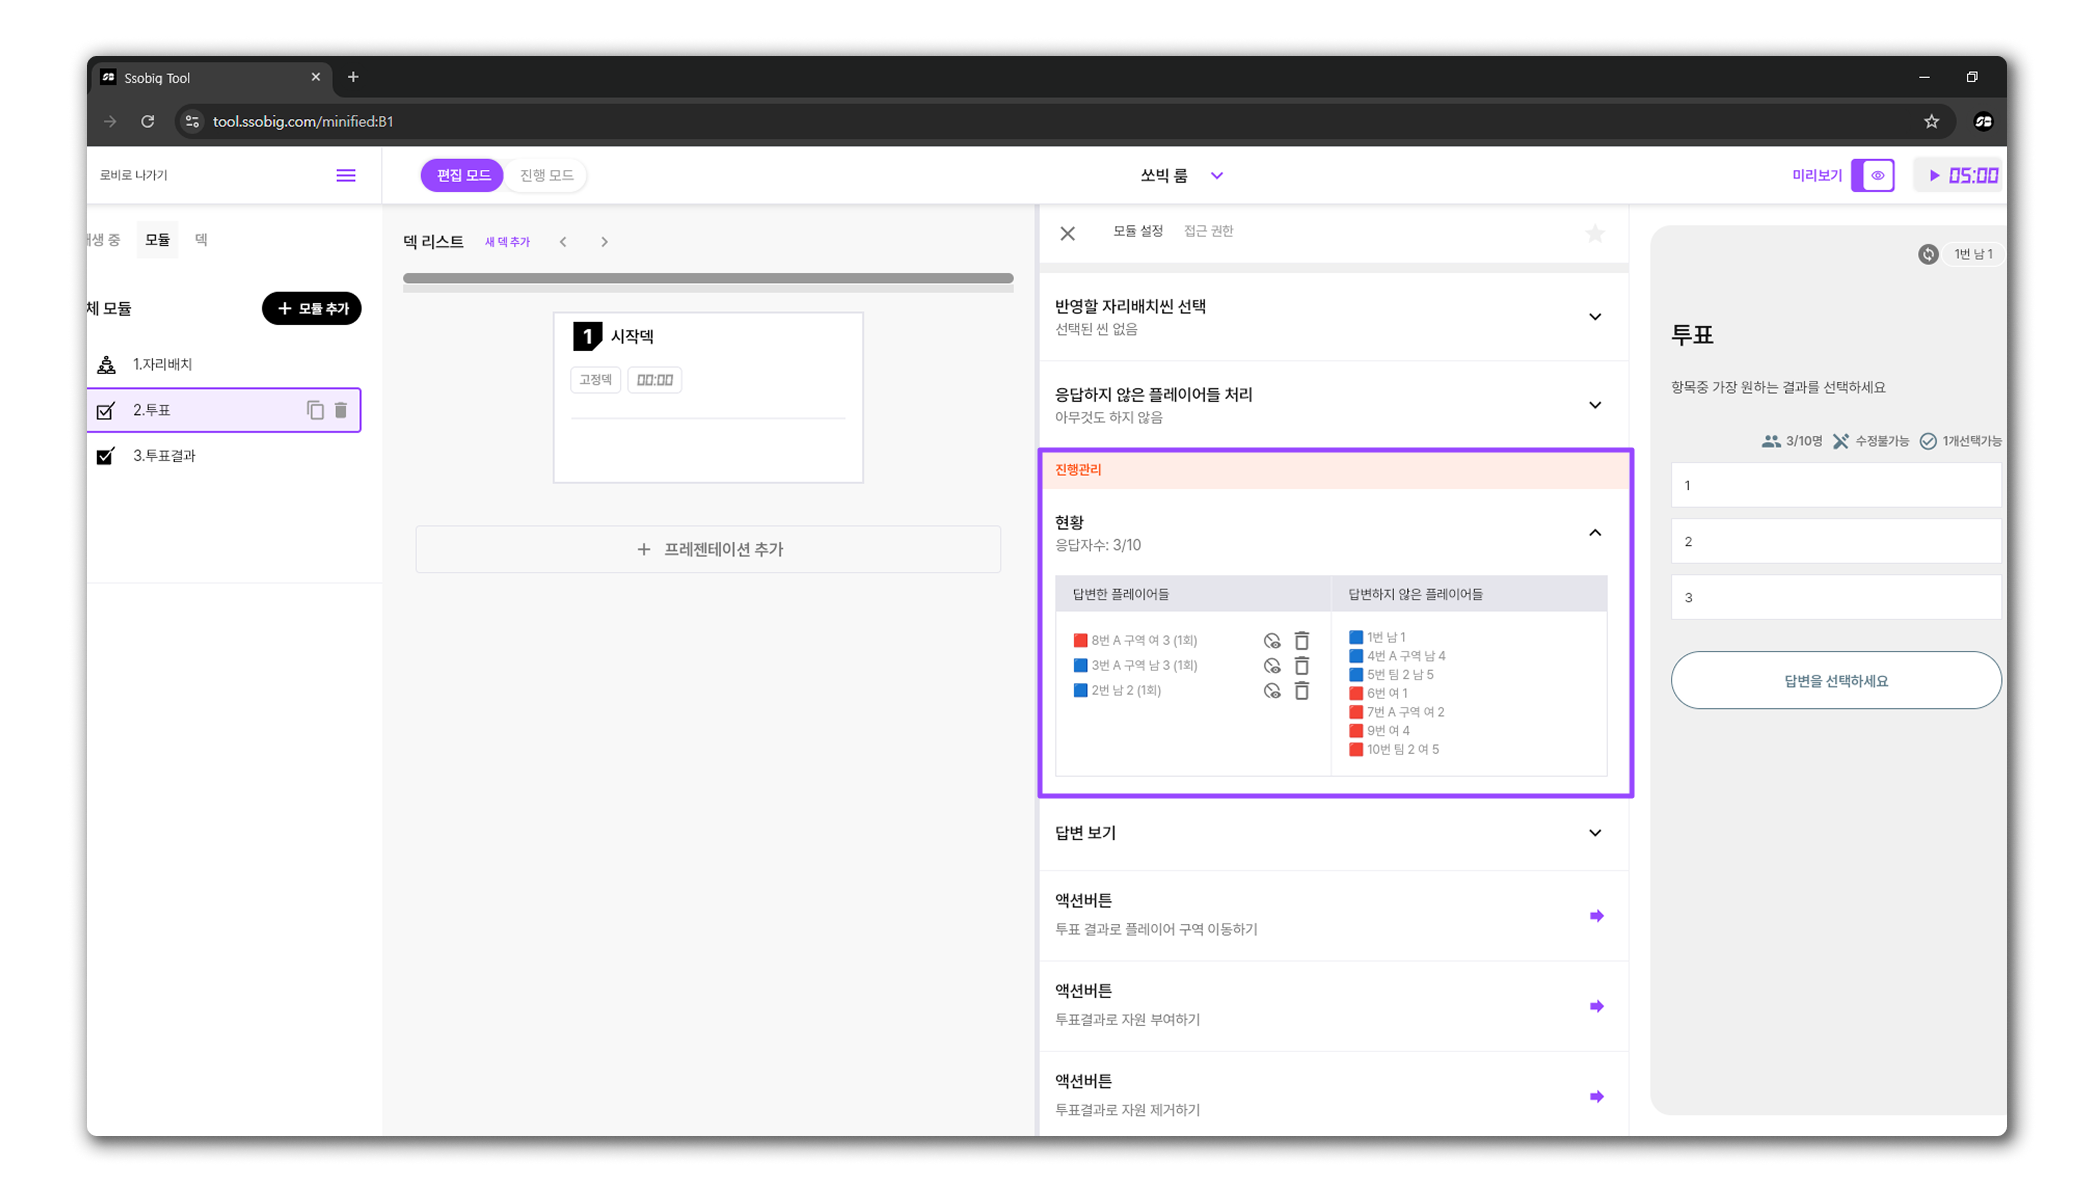 Ssobig Tool
tool.ssobig.com/minified:B1
로비로 나가기
편집 모드
진행 모드
쏘빅 룸
미리보기
05:00
생 중
모듈
덱
체 모듈
모듈 추가
1.자리배치
2.투표
3.투표결과
덱 리스트
새 덱 추가
1 시작덱
고정덱
00:00
프레젠테이션 추가
모듈 설정
접근 권한
반영할 자리배치씬 선택
선택된 씬 없음
응답하지 않은 플레이어들 처리
아무것도 하지 않음
진행관리
현황
응답자수: 3/10
답변한 플레이어들
답변하지 않은 플레이어들
8번 A 구역 여 3 (1회)
3번 A 구역 남 3 (1회)
2번 남 2 (1회)
1번 남 1
4번 A 구역 남 4
5번 팀 2 남 5
6번 여 1
7번 A 구역 여 2
9번 여 4
10번 팀 2 여 5
답변 보기
액션버튼
투표 결과로 플레이어 구역 이동하기
액션버튼
투표결과로 자원 부여하기
액션버튼
투표결과로 자원 제거하기
1번 남 1
투표
항목중 가장 원하는 결과를 선택하세요
3/10명
수정불가능
1개선택가능
1
2
3
답변을 선택하세요